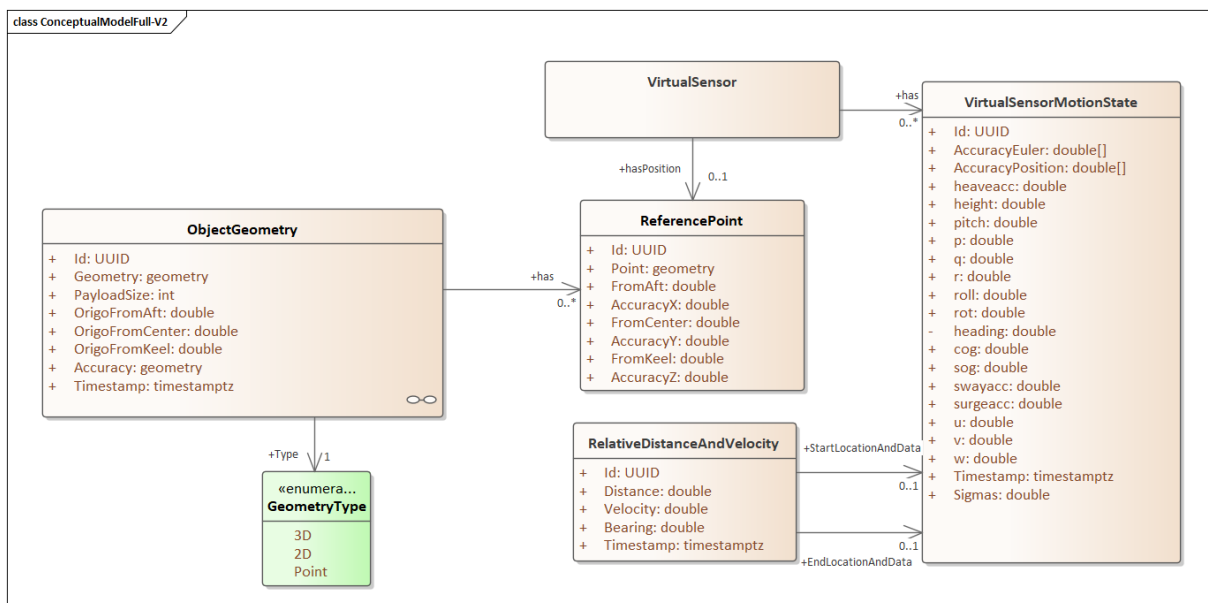 class ConceptualModelFull-V2
VirtualSensor
+has
0..*
+hasPosition
0..1
VirtualSensorMotionState
+ Id: UUID
+ AccuracyEuler: double[]
+ AccuracyPosition: double[]
+ heaveacc: double
+ height: double
+ pitch: double
+ p: double
+ q: double
+ r: double
+ roll: double
+ rot: double
- heading: double
+ cog: double
+ sog: double
+ swayacc: double
+ surgeacc: double
+ u: double
+ v: double
+ w: double
+ Timestamp: timestamptz
+ Sigmas: double
ObjectGeometry
+ Id: UUID
+ Geometry: geometry
+ PayloadSize: int
+ OrigoFromAft: double
+ OrigoFromCenter: double
+ OrigoFromKeel: double
+ Accuracy: geometry
+ Timestamp: timestamptz
+has
0..*
ReferencePoint
+ Id: UUID
+ Point: geometry
+ FromAft: double
+ AccuracyX: double
+ FromCenter: double
+ AccuracyY: double
+ FromKeel: double
+ AccuracyZ: double
+Type
1
«enumera...
GeometryType
3D
2D
Point
RelativeDistanceAndVelocity
+ Id: UUID
+ Distance: double
+ Velocity: double
+ Bearing: double
+ Timestamp: timestamptz
+StartLocationAndData
0..1
0..1
+EndLocationAndData